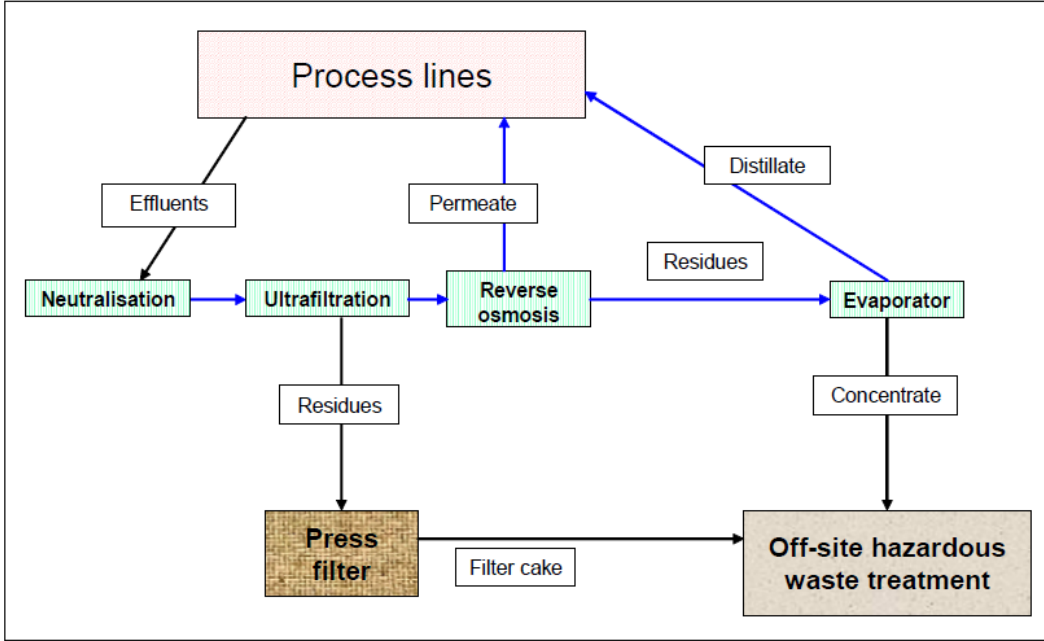 Process lines
Effluents
Permeate
Distillate
Residues
Neutralisation
Ultrafiltration
Reverse
osmosis
Evaporator
Residues
Concentrate
Press
filter
Filter cake
Off-site hazardous
waste treatment